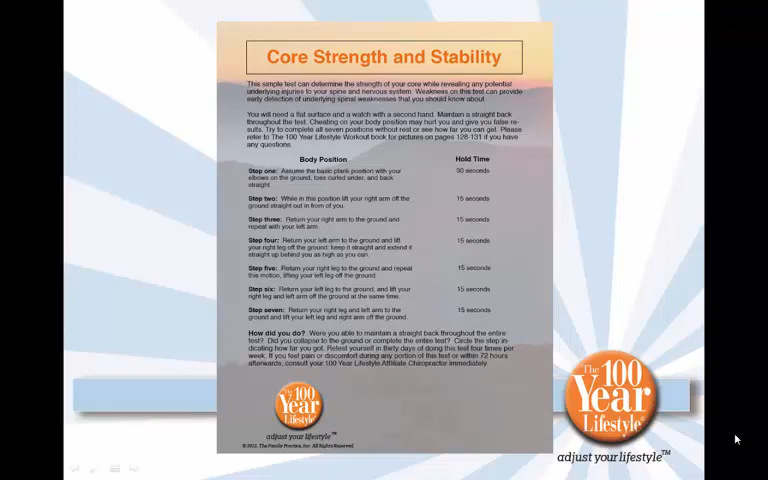 Core Strength and Stability
This simple test can determine the strength of your core while revealing any potential
underlying injuries to your spine and nervous system. Weakness on this test can provide
early detection of underlying spinal weaknesses that you should know about.
You will need a flat surface and a watch with a second hand. Maintain a straight back
throughout the test. Cheating on your body position may hurt you and give you false re-
sults. Try to complete all seven positions without rest or see how far you can get. Please
refer to The 100 Year Lifestyle Workout book for pictures on pages 128-131 if you have
any questions.
Body Position Hold Time
Step one: Assume the basic plank position with your 30 seconds
elbows on the ground, toes curled under, and back
straight.
Step two: While in this position lift your right arm off the 15 seconds
ground straight out in front of you.
Step three: Return your right arm to the ground and 15 seconds
repeat with your left arm.
Step four: Return your left arm to the ground and lift 15 seconds
your right leg off the ground; keep it straight and extend it
straight up behind you as high as you can.
Step five: Return your right leg to the ground and repeat 15 seconds
this motion, lifting your left leg off the ground.
Step six: Return your left leg to the ground, and lift your 15 seconds
right leg and left arm off the ground at the same time.
Step seven: Return your right leg and left arm to the 15 seconds
ground and lift your left leg and right arm off the ground.
How did you do? Were you able to maintain a straight back throughout the entire
test? Did you collapse to the ground or complete the entire test? Circle the step in-
dicating how far you got. Retest yourself in thirty days of doing this test four times per
week. If you feel pain or discomfort during any portion of this test or within 72 hours
afterwards, consult your 100 Year Lifestyle Affiliate Chiropractor immediately.
The 100
Year
Lifestyle
adjust your lifestyle™
© 2012, The Family Practice, Inc. All Rights Reserved.
The 100
Year
Lifestyle®
adjust your lifestyle™